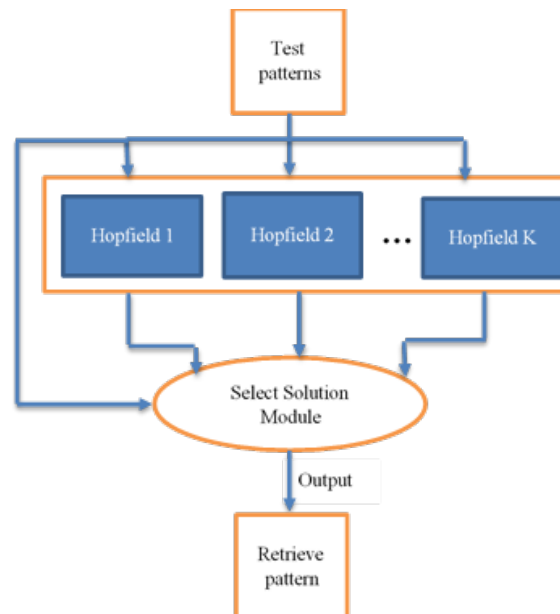 Test
patterns
Hopfield 1
Hopfield 2
...
Hopfield K
Select Solution
Module
Output
Retrieve
pattern